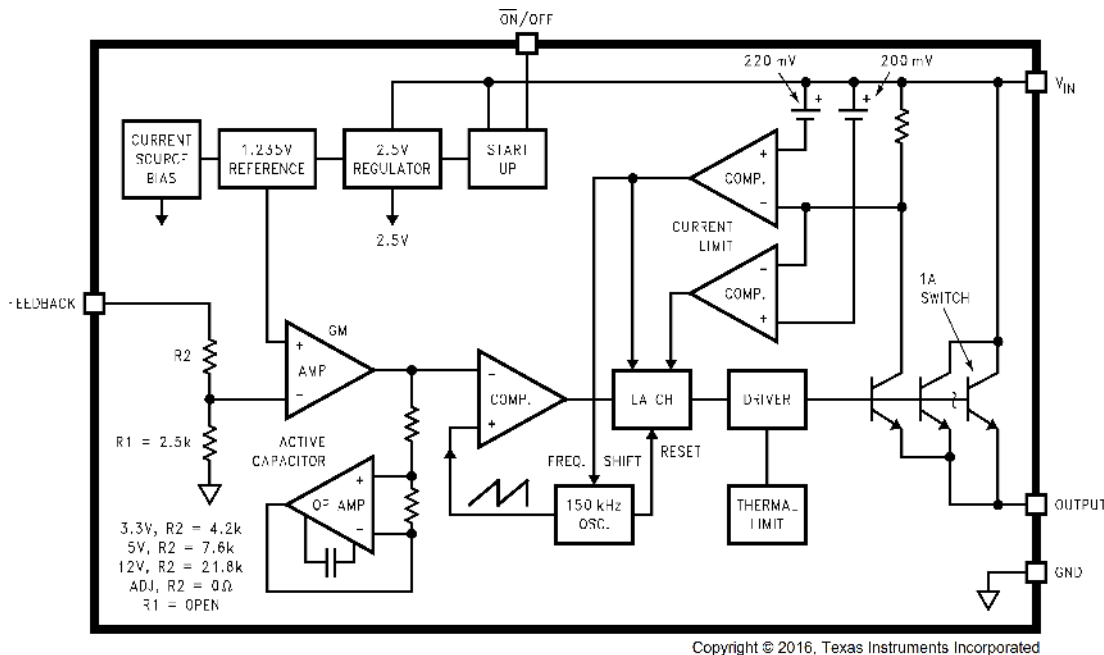 ON/OFF
220 mV
200 mV
+
+
VIN
CURRENT
SOURCE
BIAS
1.235V
REFERENCE
2.5V
REGULATOR
START
UP
2.5V
+
COMP.
−
CURRENT
LIMIT
−
COMP.
+
1A
SWITCH
FEEDBACK
R2
R1 = 2.5k
GM
+
AMP
−
−
COMP.
+
LATCH
DRIVER
ACTIVE
CAPACITOR
+
OP AMP
−
FREQ. SHIFT
RESET
150 kHz
OSC.
THERMAL
LIMIT
OUTPUT
GND
3.3V, R2 = 4.2k
5V, R2 = 7.6k
12V, R2 = 21.8k
ADJ, R2 = 0Ω
R1 = OPEN
Copyright © 2016, Texas Instruments Incorporated